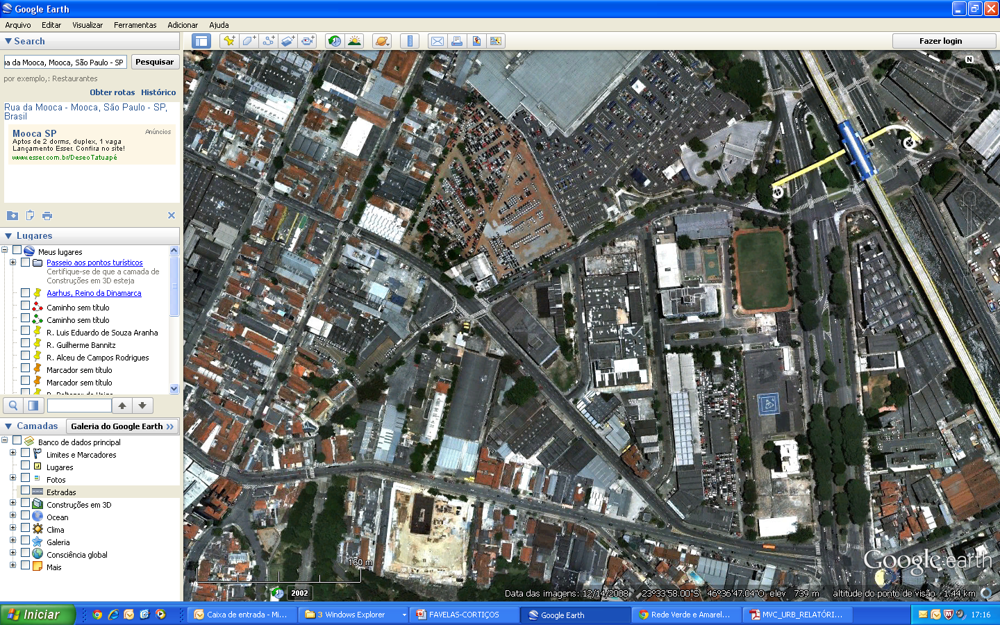 Google Earth
Arquivo Editar Visualizar Ferramentas Adicionar Ajuda
Search
Fazer login
da Mooca, Mooca, São Paulo - SP
Pesquisar
por exemplo,: Restaurantes
Obter rotas Histórico
Rua da Mooca - Mooca, São Paulo - SP,
Brasil
Mooca SP
Anúncios
Aptos de 2 dorms, duplex, 1 vaga
Lançamento Esser. Confira no site!
www.esser.com.br/DeseoTatuapé
Lugares
Meus lugares
Passeio aos pontos turísticos
Certifique-se de que a camada de
Construções em 3D esteja
Aarhus, Reino da Dinamarca
Caminho sem título
Caminho sem título
R. Luis Eduardo de Souza Aranha
R. Guilherme Bannitz
R. Alceu de Campos Rodrigues
Marcador sem título
Marcador sem título
Camadas
Galeria do Google Earth >>
Banco de dados principal
Limites e Marcadores
Lugares
Fotos
Estradas
Construções em 3D
Ocean
Clima
Galeria
Consciência global
Mais
N
160 m
2002
Google earth
Data das imagens: 12/14/2008 23°33'58.00"S 46°36'47.04"O elev 739 m altitude do ponto de visão 1.44 km
Iniciar
Caixa de entrada - Mi...
3 Windows Explorer
FAVELAS-CORTIÇOS
Google Earth
Rede Verde e Amarel...
MVC_URB_RELATÓRI...
17:16